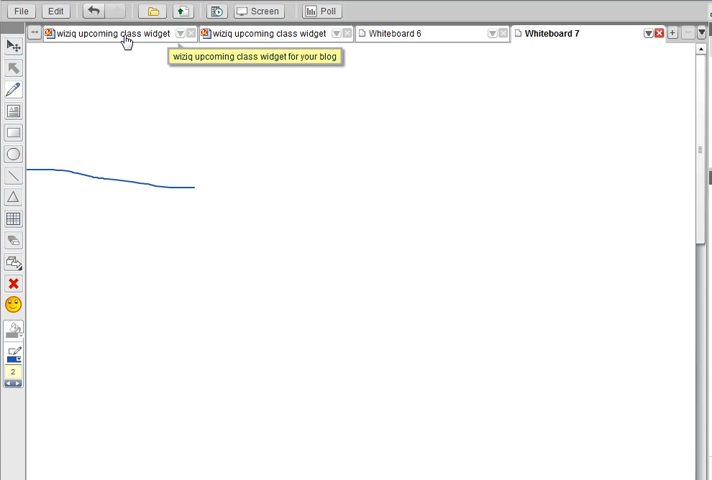 File Edit Screen Poll
wiziq upcoming class widget wiziq upcoming class widget Whiteboard 6 Whiteboard 7
wiziq upcoming class widget for your blog
2